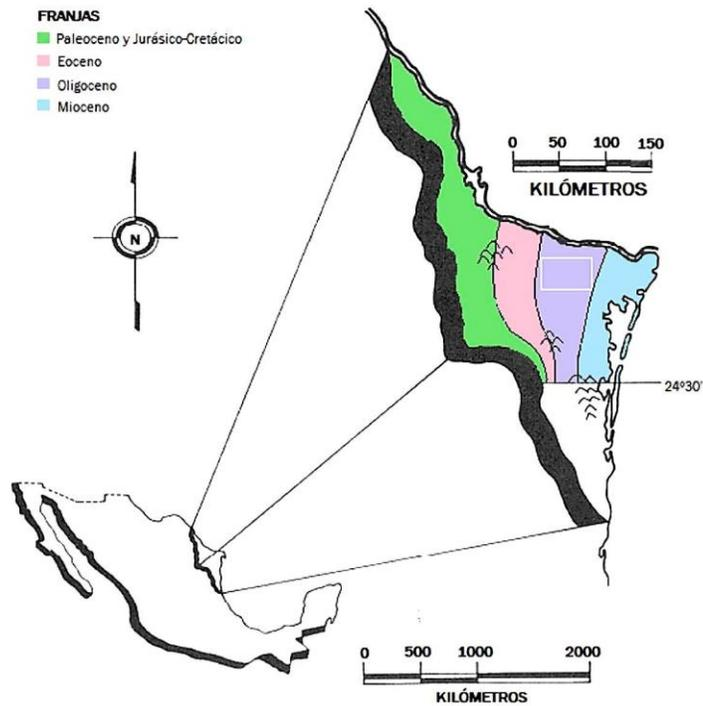 FRANJAS
Paleoceno y Jurásico-Cretácico
Eoceno
Oligoceno
Mioceno
0 50 100 150
KILÓMETROS
N
24°30'
0 500 1000 2000
KILÓMETROS